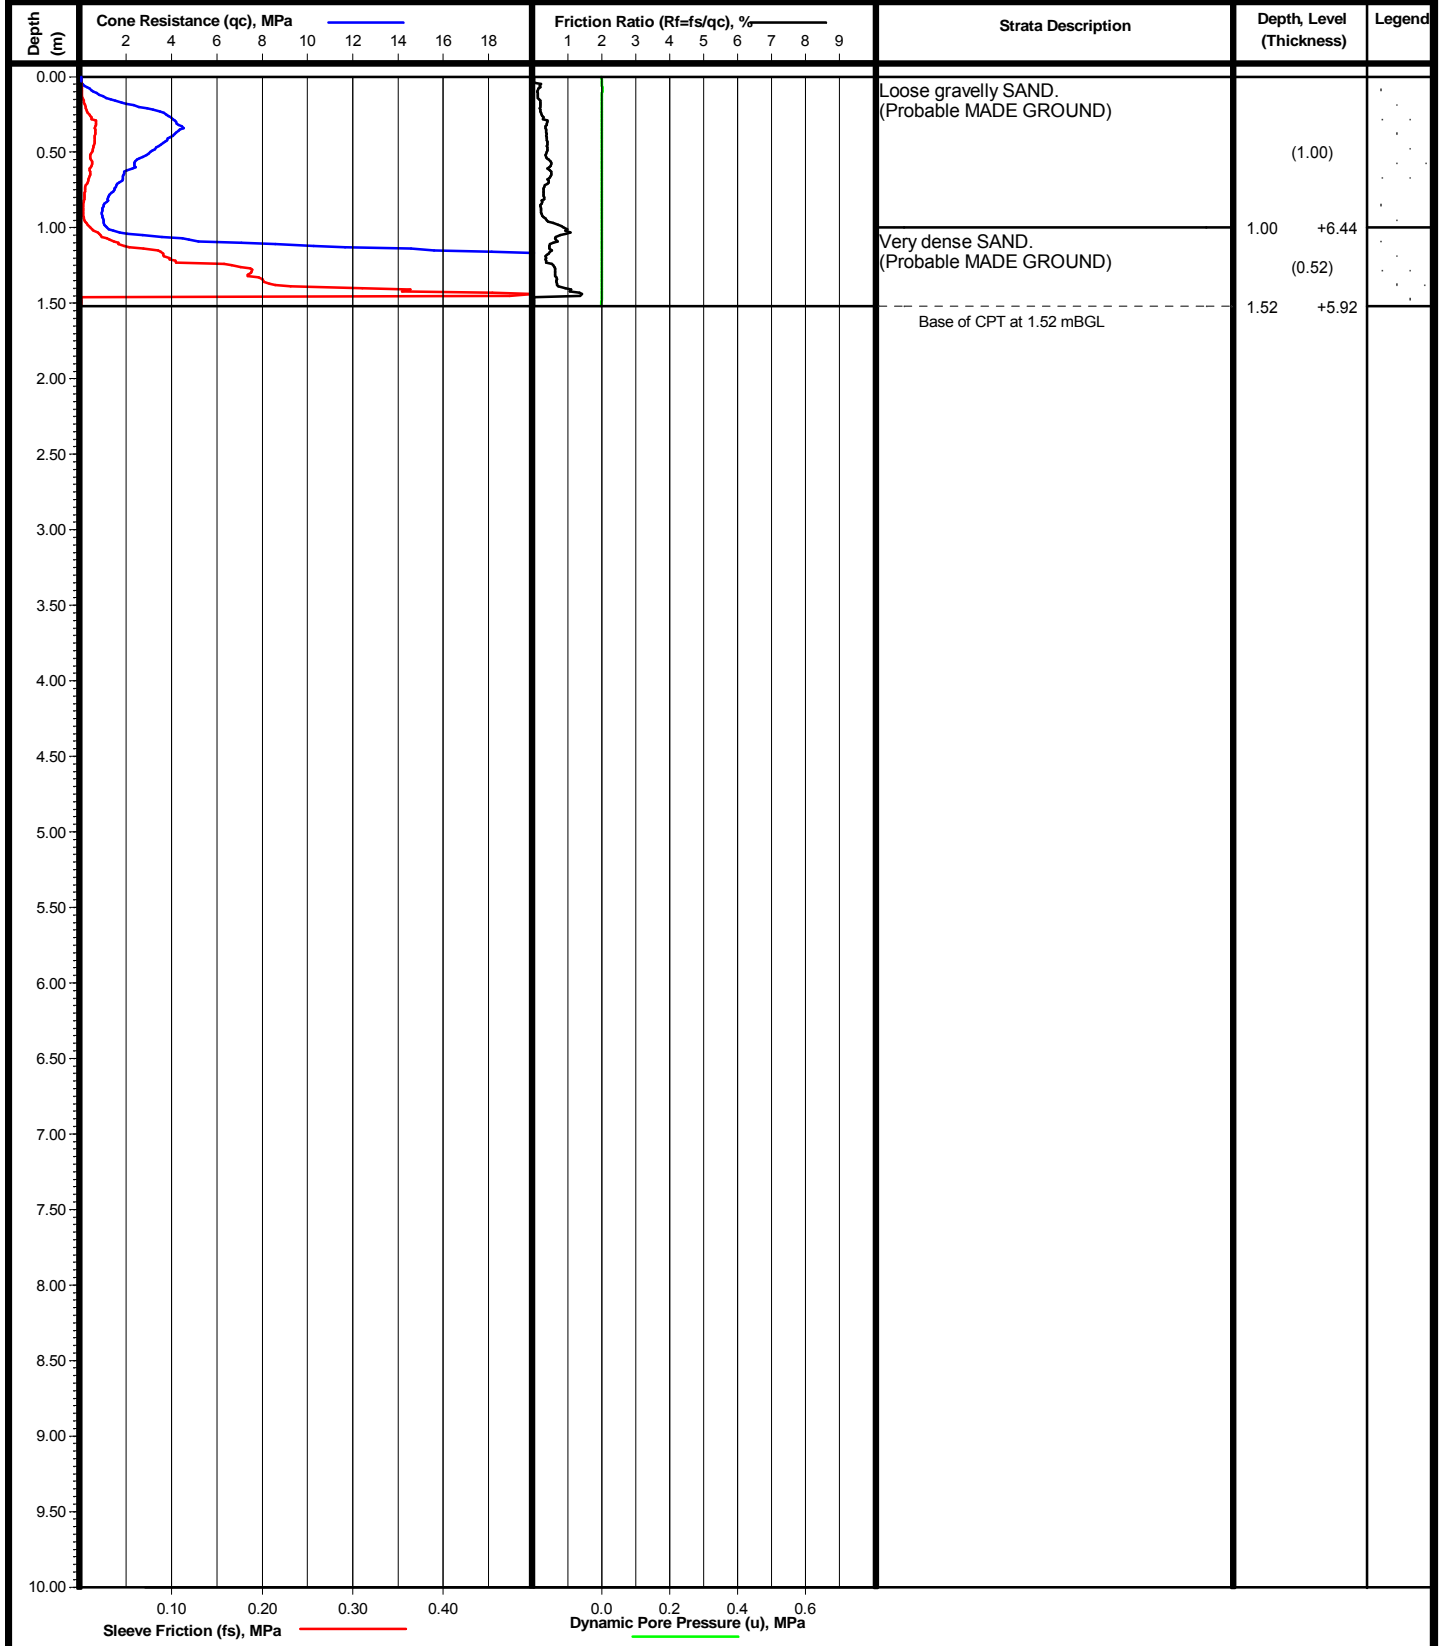 Depth (m)
Cone Resistance (qc), MPa
2 4 6 8 10 12 14 16 18
Friction Ratio (Rf=fs/qc), %
1 2 3 4 5 6 7 8 9
Strata Description
Depth, Level
(Thickness)
Legend
0.00
Loose gravelly SAND.
(Probable MADE GROUND)
0.50
(1.00)
1.00
1.00 +6.44
Very dense SAND.
(Probable MADE GROUND)
(0.52)
1.50
1.52 +5.92
Base of CPT at 1.52 mBGL
2.00
2.50
3.00
3.50
4.00
4.50
5.00
5.50
6.00
6.50
7.00
7.50
8.00
8.50
9.00
9.50
10.00
0.10 0.20 0.30 0.40
Sleeve Friction (fs), MPa
0.0 0.2 0.4 0.6
Dynamic Pore Pressure (u), MPa